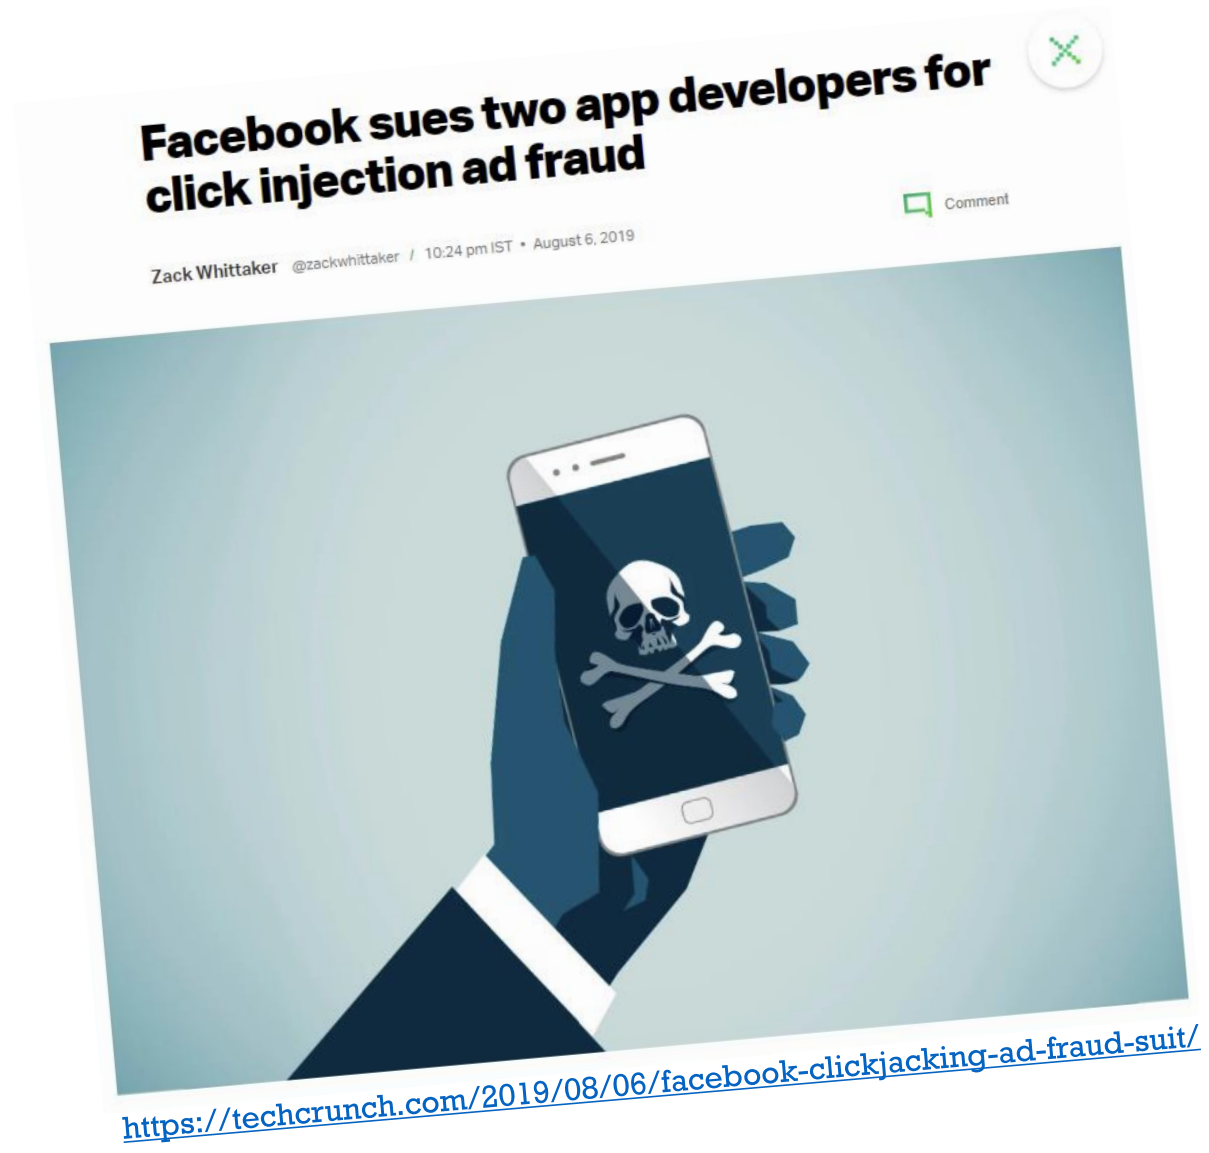 Facebook sues two app developers for
click injection ad fraud
Comment
Zack Whittaker @zackwhittaker / 10:24 pm IST • August 6, 2019
https://techcrunch.com/2019/08/06/facebook-clickjacking-ad-fraud-suit/